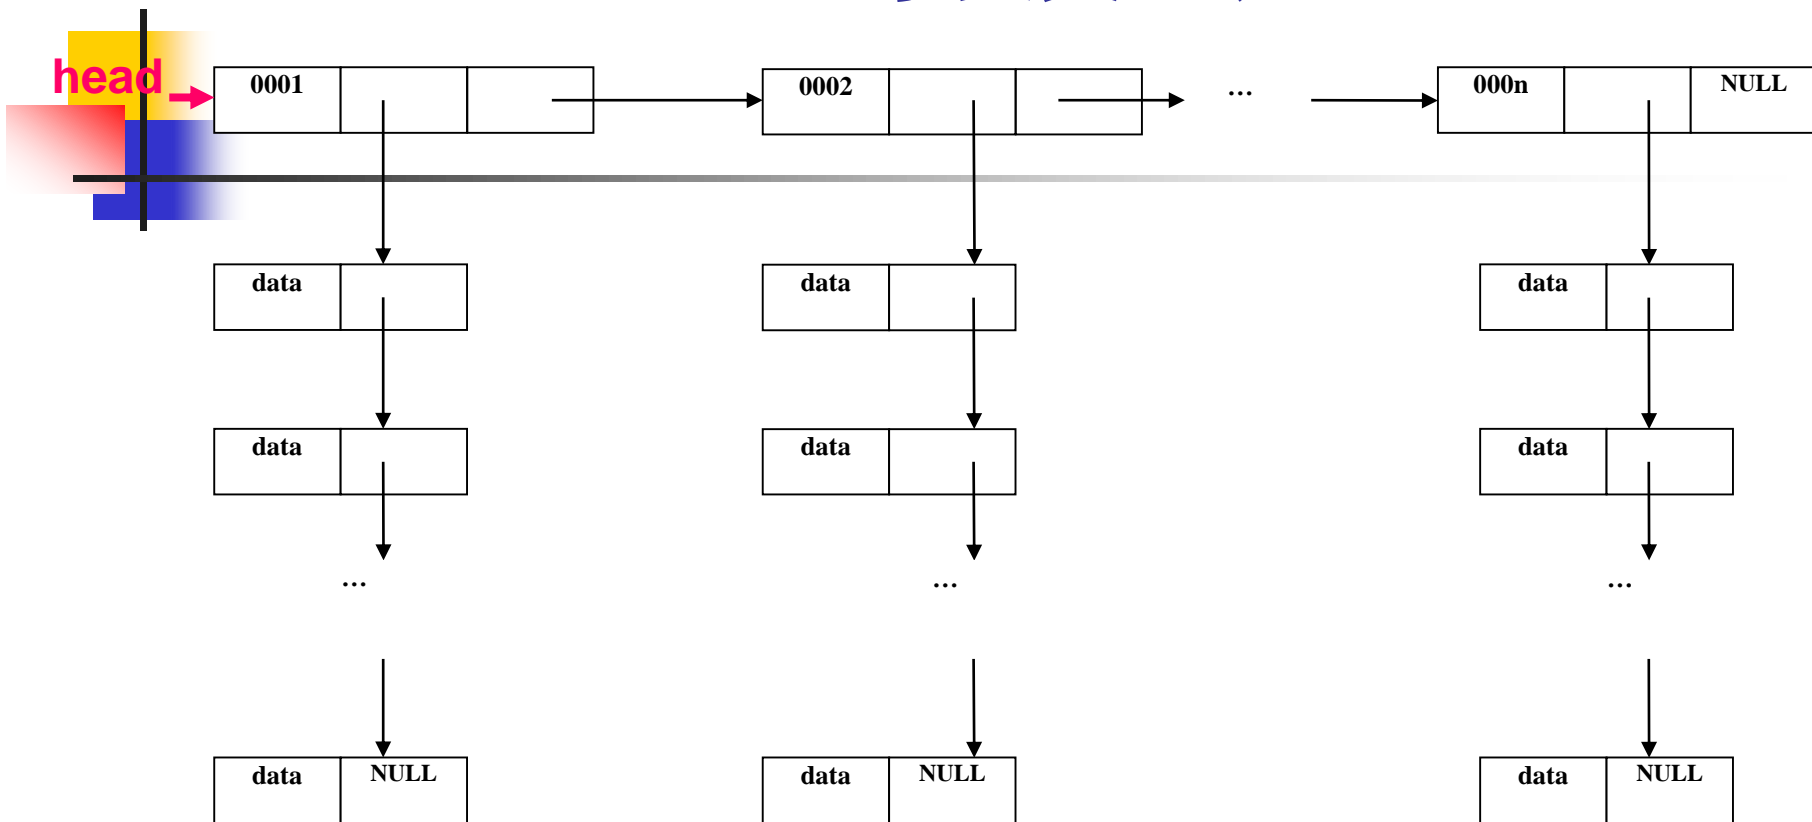 head 0001 0002 ... 000n NULL
data data data
data data data
... ... ...
data NULL data NULL data NULL